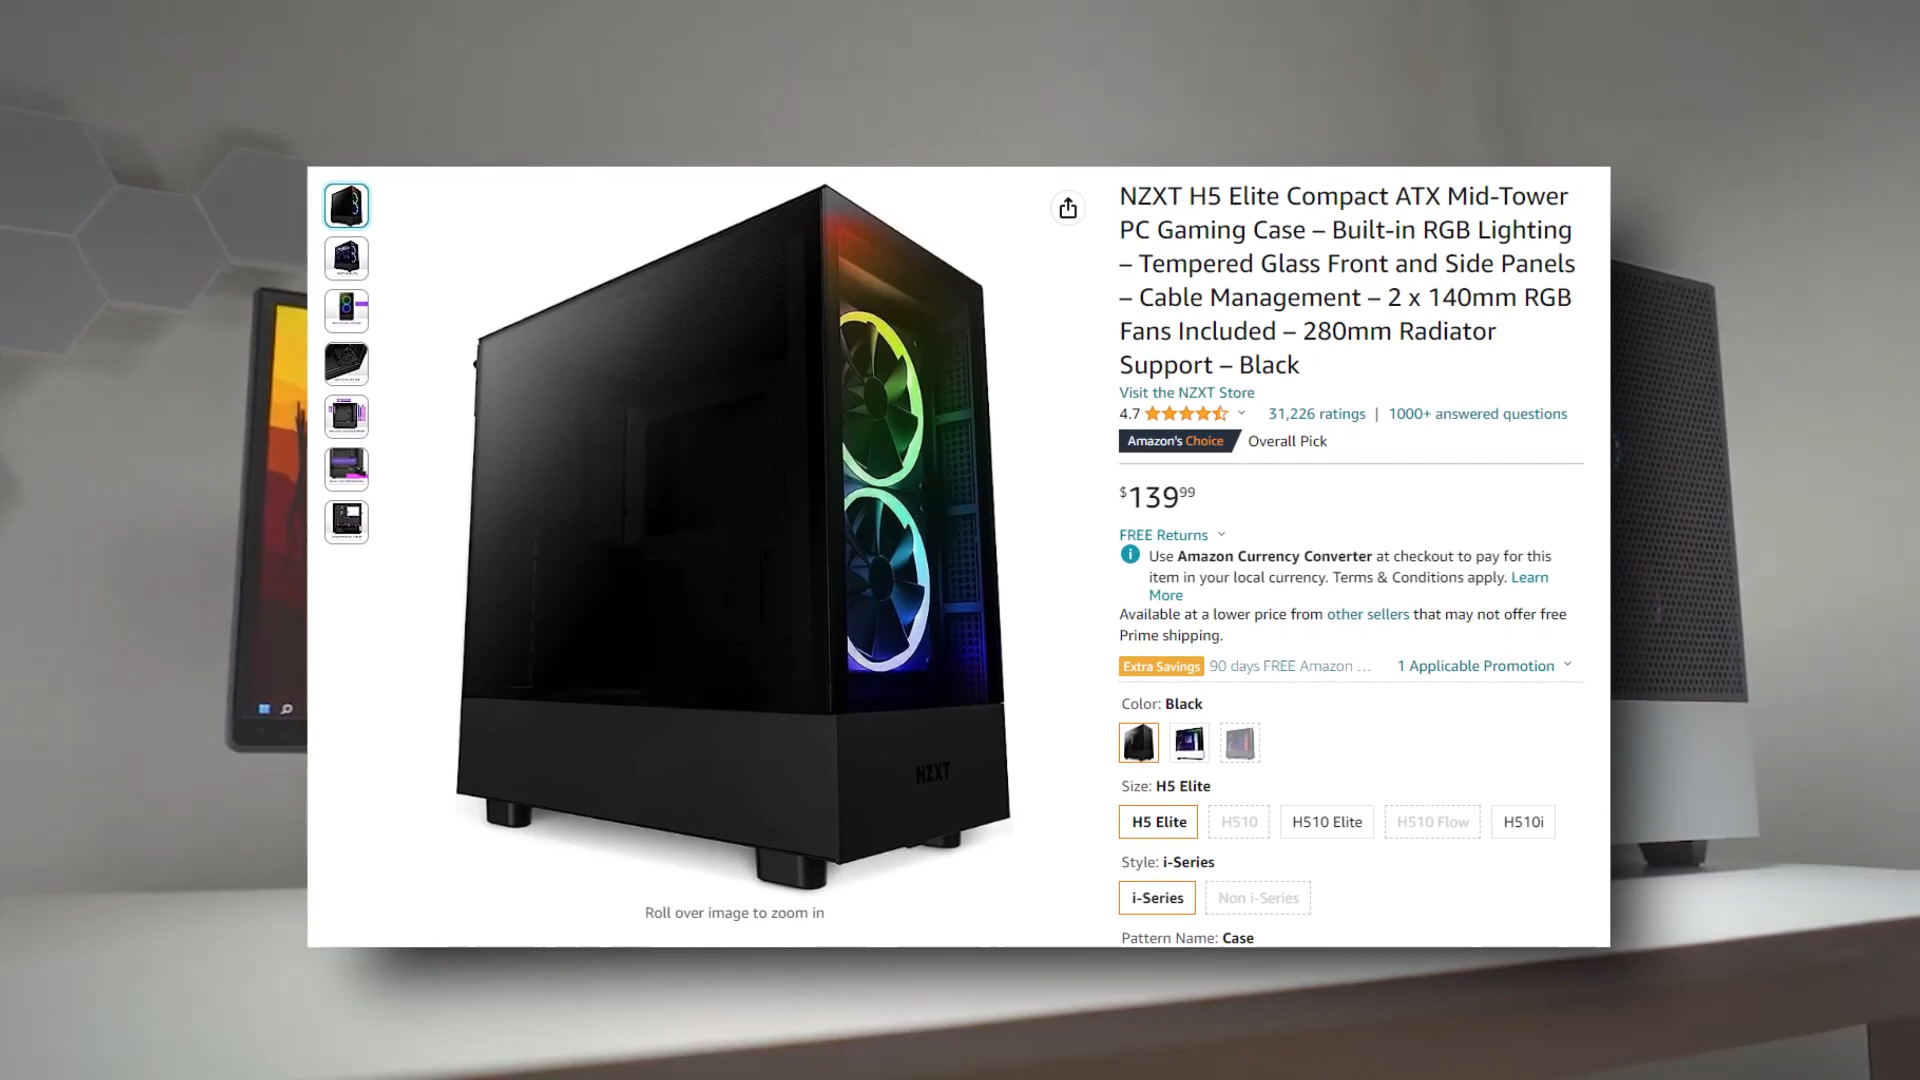 NZXT H5 Elite Compact ATX Mid-Tower
PC Gaming Case – Built-in RGB Lighting
– Tempered Glass Front and Side Panels
– Cable Management – 2 x 140mm RGB
Fans Included – 280mm Radiator
Support – Black
Visit the NZXT Store
4.7 31,226 ratings | 1000+ answered questions
Amazon's Choice Overall Pick
$139.99
FREE Returns
Use Amazon Currency Converter at checkout to pay for this
item in your local currency. Terms & Conditions apply. Learn
More
Available at a lower price from other sellers that may not offer free
Prime shipping.
Extra Savings 90 days FREE Amazon ... 1 Applicable Promotion
Color: Black
Size: H5 Elite
H5 Elite H510 H510 Elite H510 Flow H510i
Style: i-Series
i-Series Non i-Series
Pattern Name: Case
NZXT
Roll over image to zoom in